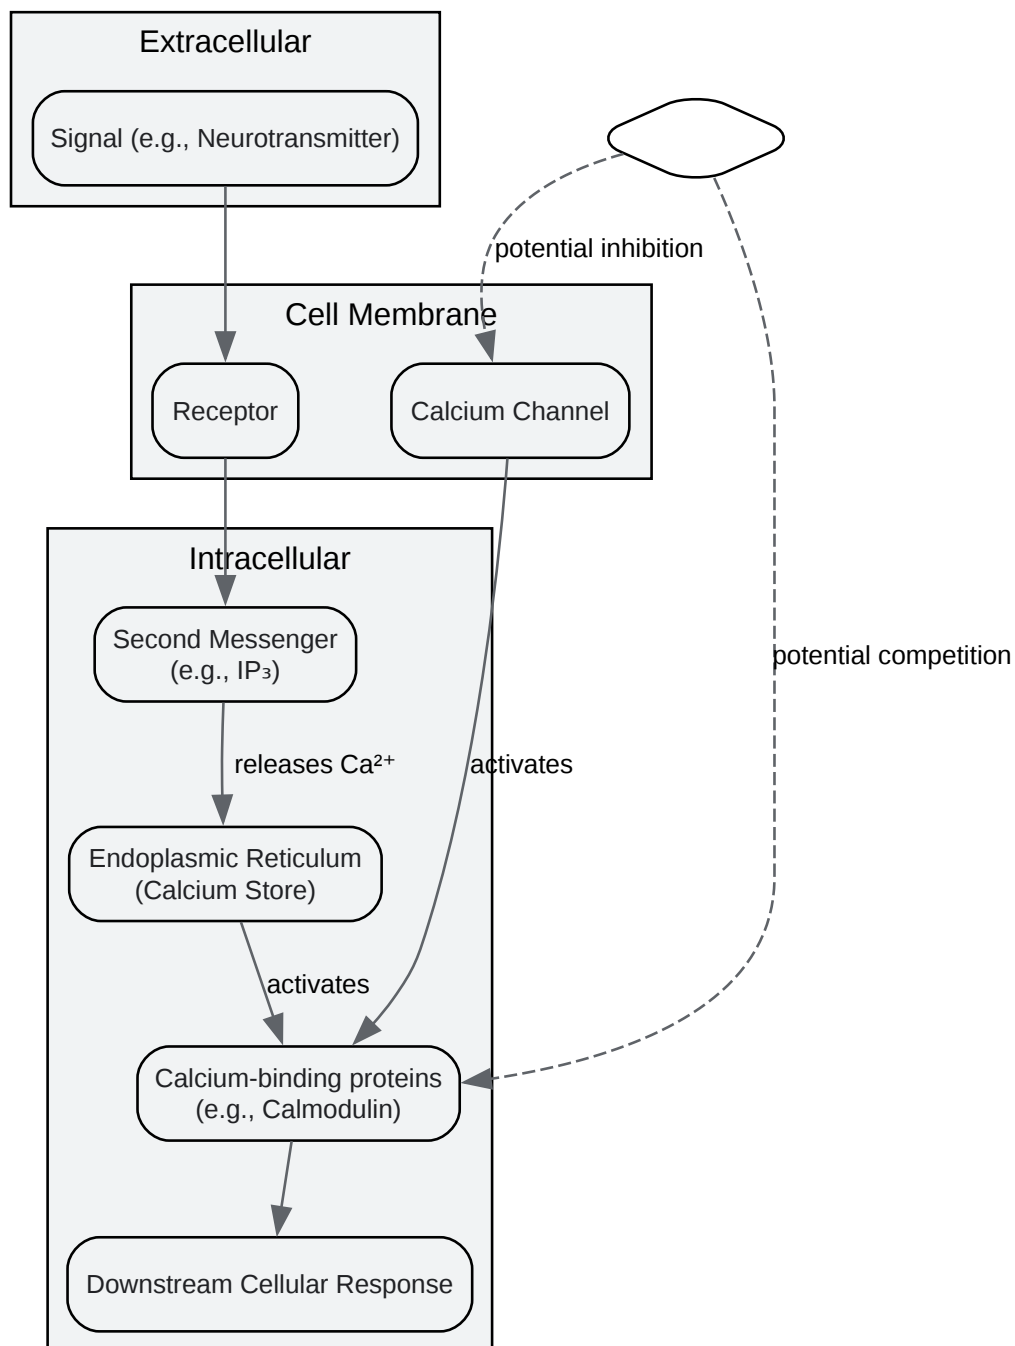 Extracellular
Signal (e.g., Neurotransmitter)
potential inhibition
Cell Membrane
Receptor
Calcium Channel
Intracellular
Second Messenger
(e.g., IP₃)
potential competition
releases Ca²⁺
activates
Endoplasmic Reticulum
(Calcium Store)
activates
Calcium-binding proteins
(e.g., Calmodulin)
Downstream Cellular Response